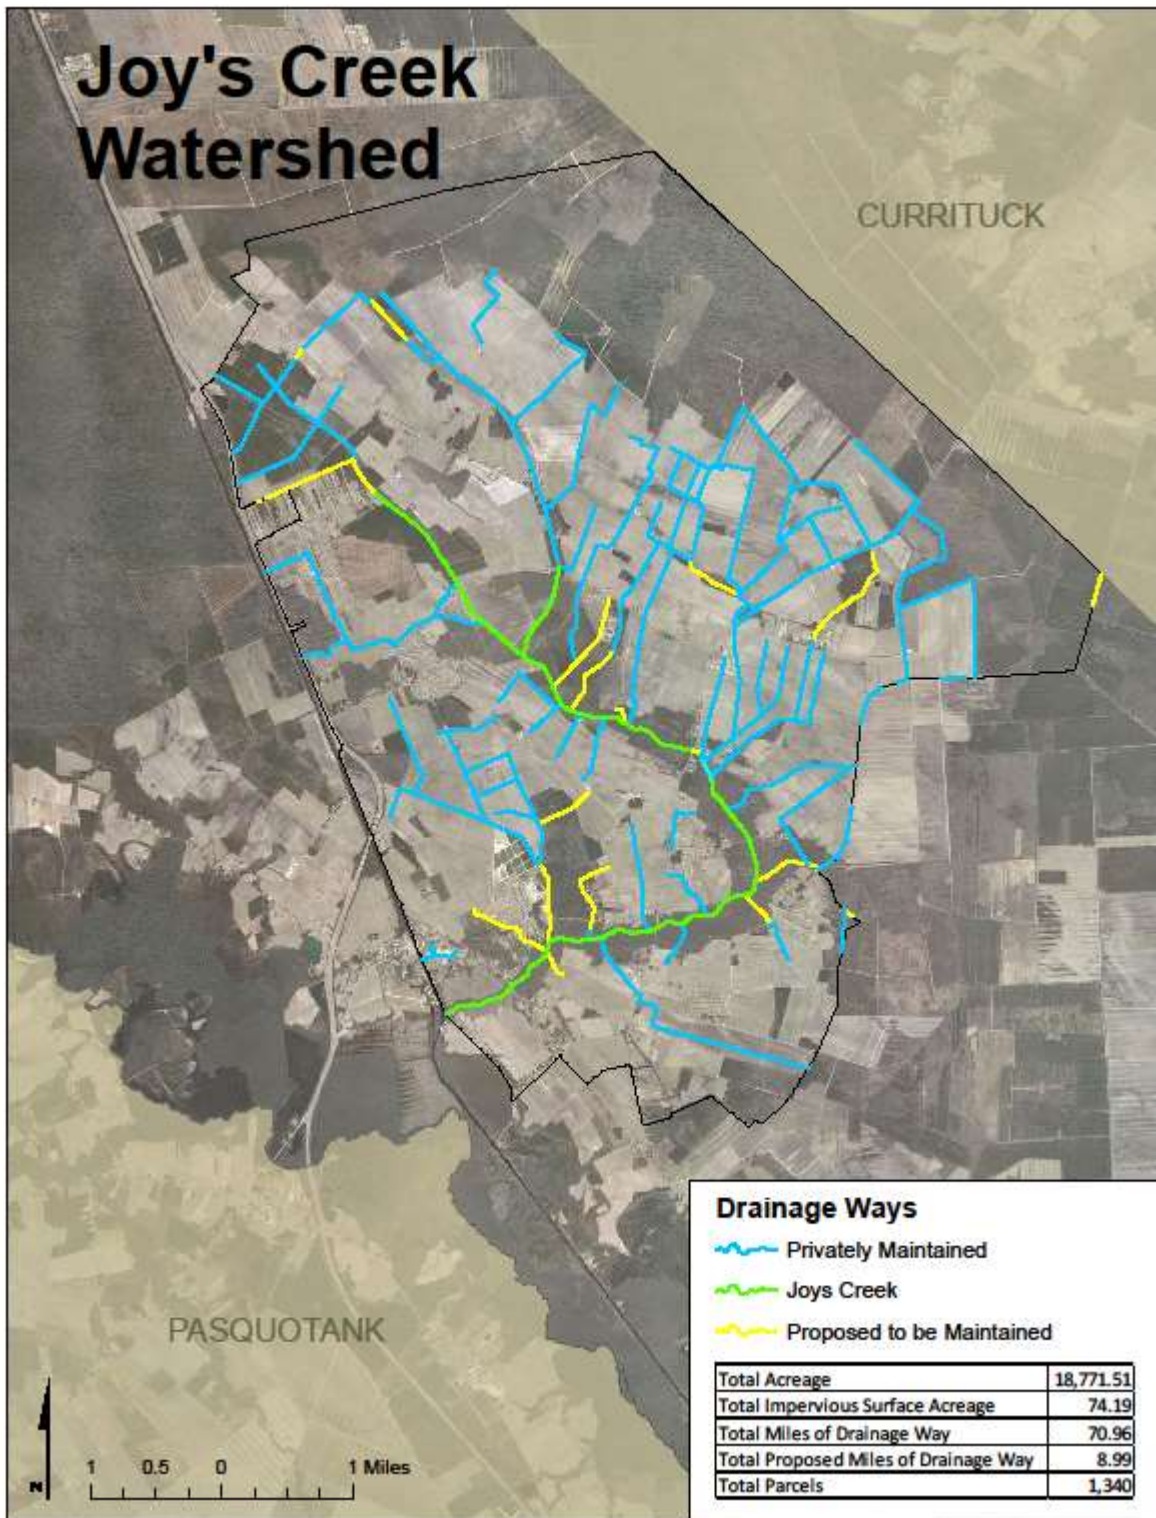 Joy's Creek
Watershed
CURRITUCK
PASQUOTANK
Drainage Ways
Privately Maintained
Joys Creek
Proposed to be Maintained
Total Acreage 18,771.51
Total Impervious Surface Acreage 74.19
Total Miles of Drainage Way 70.96
Total Proposed Miles of Drainage Way 8.99
Total Parcels 1,340
N
1 0.5 0 1 Miles